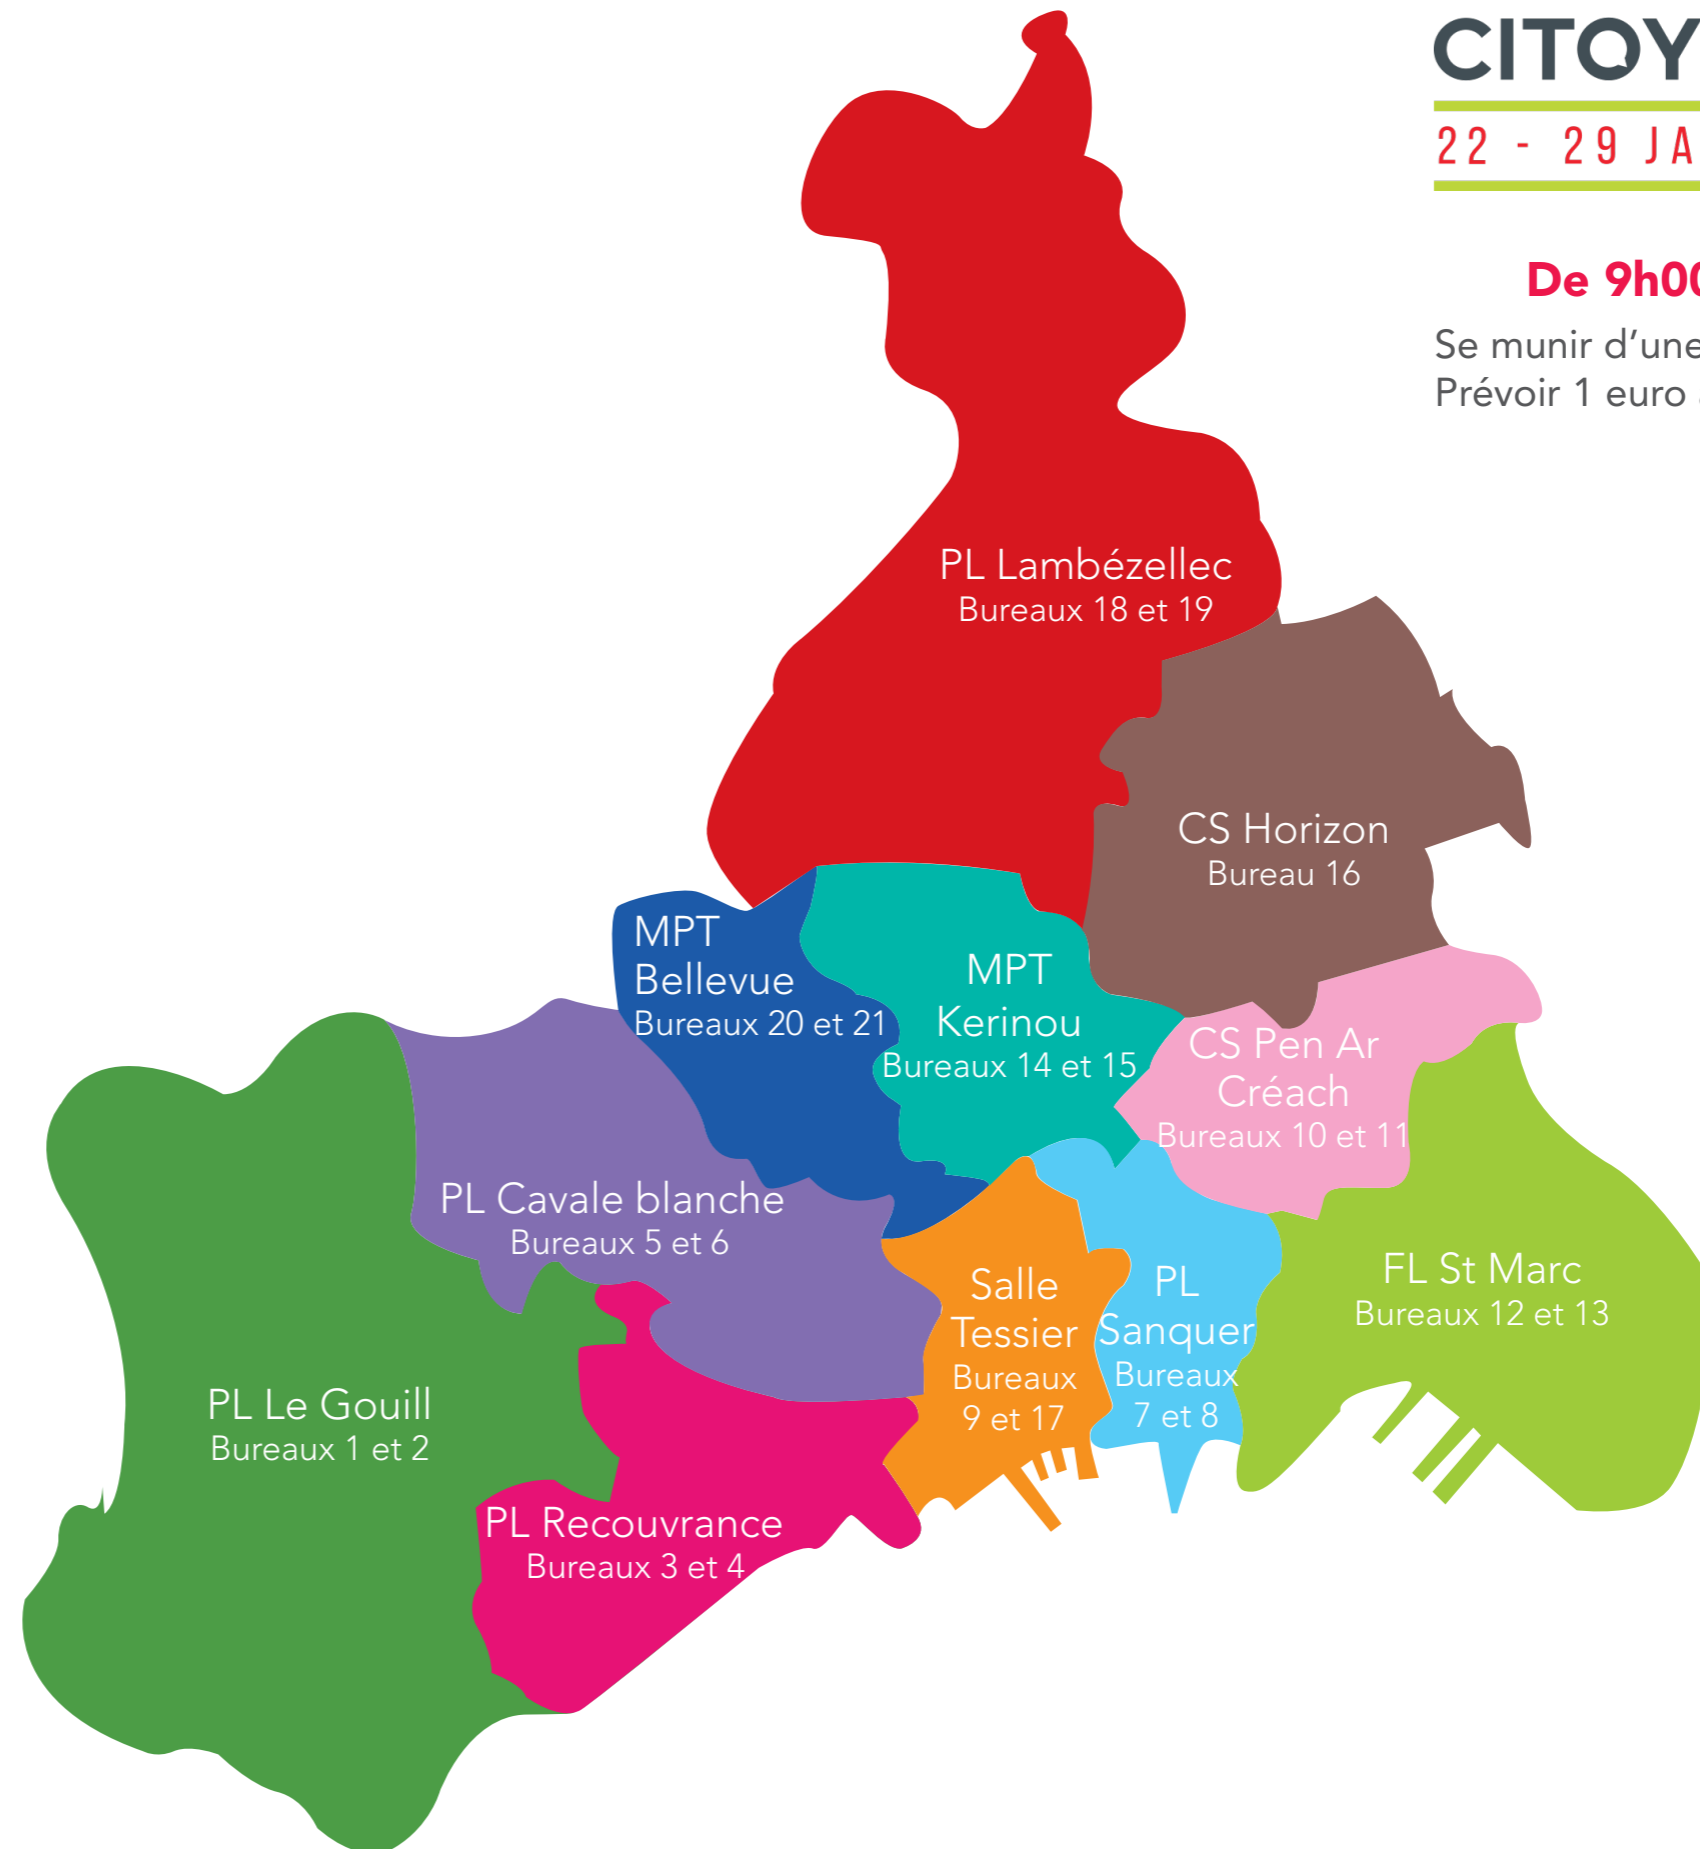 CITOY
22 - 29 JA
De 9h00
Se munir d'une
Prévoir 1 euro
PL Lambézellec
Bureaux 18 et 19
CS Horizon
Bureau 16
MPT
Bellevue
Bureaux 20 et 21
MPT
Kerinou
Bureaux 14 et 15
CS Pen Ar
Créach
Bureaux 10 et 11
PL Cavale blanche
Bureaux 5 et 6
Salle
Tessier
Bureaux
9 et 17
PL
Sanquer
Bureaux
7 et 8
FL St Marc
Bureaux 12 et 13
PL Le Gouill
Bureaux 1 et 2
PL Recouvrance
Bureaux 3 et 4